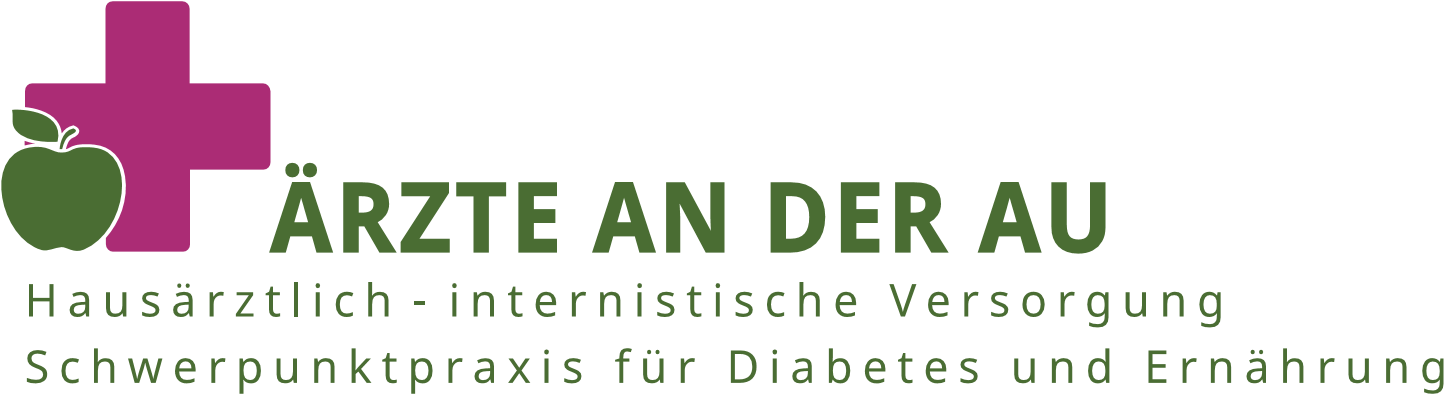 ÄRZTE AN DER AU
Hausärztlich - internistische Versorgung
Schwerpunktpraxis für Diabetes und Ernährung